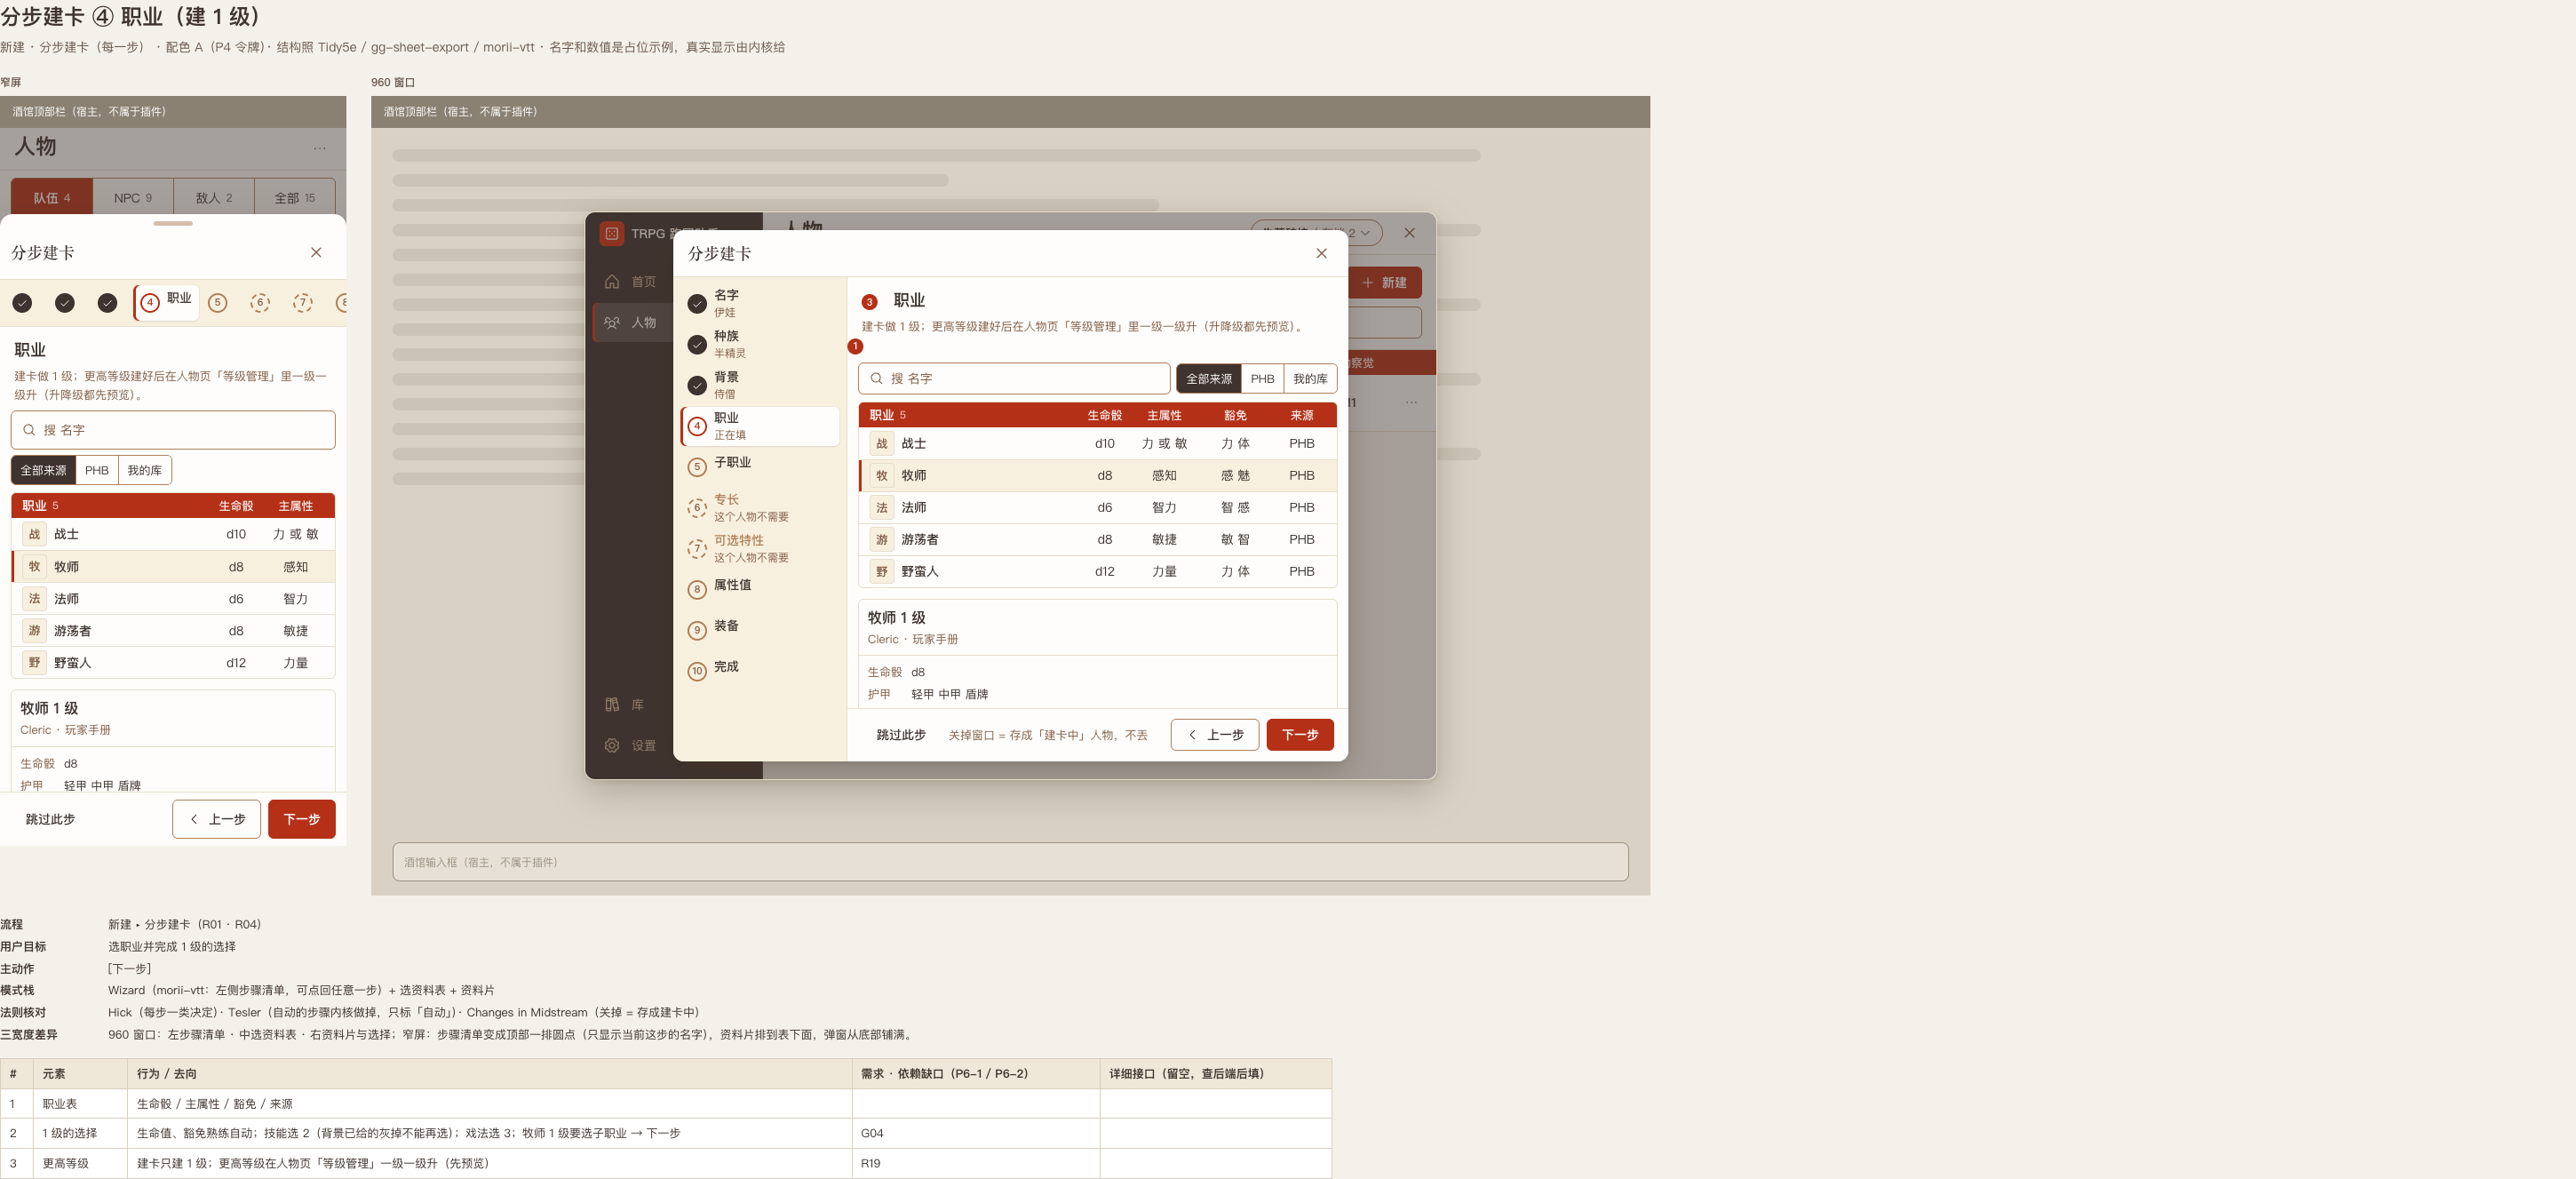 分步建卡 ④ 职业（建 1 级）
新建 · 分步建卡（每一步） · 配色 A（P4 令牌）· 结构照 Tidy5e / gg-sheet-export / morii-vtt · 名字和数值是占位示例，真实显示由内核给
窄屏
酒馆顶部栏（宿主，不属于插件）
人物
···
队伍 4 NPC 9 敌人 2 全部 15
分步建卡
4 职业 5 6 7 8
职业
建卡做 1 级；更高等级建好后在人物页「等级管理」里一级一
级升（升降级都先预览）。
搜 名字
全部来源 PHB 我的库
职业 5 生命骰 主属性
战 战士 d10 力 或 敏
牧 牧师 d8 感知
法 法师 d6 智力
游 游荡者 d8 敏捷
野 野蛮人 d12 力量
牧师 1 级
Cleric · 玩家手册
生命骰 d8
护甲 轻甲 中甲 盾牌
跳过此步 上一步 下一步
960 窗口
酒馆顶部栏（宿主，不属于插件）
TRPG
人物
2
首页
人物
库
设置
新建
察觉
···
分步建卡
名字
伊娃
种族
半精灵
背景
侍僧
4 职业
正在填
5 子职业
6 专长
这个人物不需要
7 可选特性
这个人物不需要
8 属性值
9 装备
10 完成
3 职业
建卡做 1 级；更高等级建好后在人物页「等级管理」里一级一级升（升降级都先预览）。
1
搜 名字
全部来源 PHB 我的库
职业 5 生命骰 主属性 豁免 来源
战 战士 d10 力 或 敏 力 体 PHB
牧 牧师 d8 感知 感 魅 PHB
法 法师 d6 智力 智 感 PHB
游 游荡者 d8 敏捷 敏 智 PHB
野 野蛮人 d12 力量 力 体 PHB
牧师 1 级
Cleric · 玩家手册
生命骰 d8
护甲 轻甲 中甲 盾牌
跳过此步 关掉窗口 = 存成「建卡中」人物，不丢 上一步 下一步
酒馆输入框（宿主，不属于插件）
流程 新建 ▸ 分步建卡（R01 · R04）
用户目标 选职业并完成 1 级的选择
主动作 [下一步]
模式栈 Wizard（morii-vtt：左侧步骤清单，可点回任意一步）+ 选资料表 + 资料片
法则核对 Hick（每步一类决定）· Tesler（自动的步骤内核做掉，只标「自动」）· Changes in Midstream（关掉 = 存成建卡中）
三宽度差异 960 窗口：左步骤清单 · 中选资料表 · 右资料片与选择；窄屏：步骤清单变成顶部一排圆点（只显示当前这步的名字），资料片排到表下面，弹窗从底部铺满。
# 元素 行为 / 去向 需求 · 依赖缺口（P6-1 / P6-2） 详细接口（留空，查后端后填）
1 职业表 生命骰 / 主属性 / 豁免 / 来源
2 1 级的选择 生命值、豁免熟练自动；技能选 2（背景已给的灰掉不能再选）；戏法选 3；牧师 1 级要选子职业 → 下一步 G04
3 更高等级 建卡只建 1 级；更高等级在人物页「等级管理」一级一级升（先预览） R19